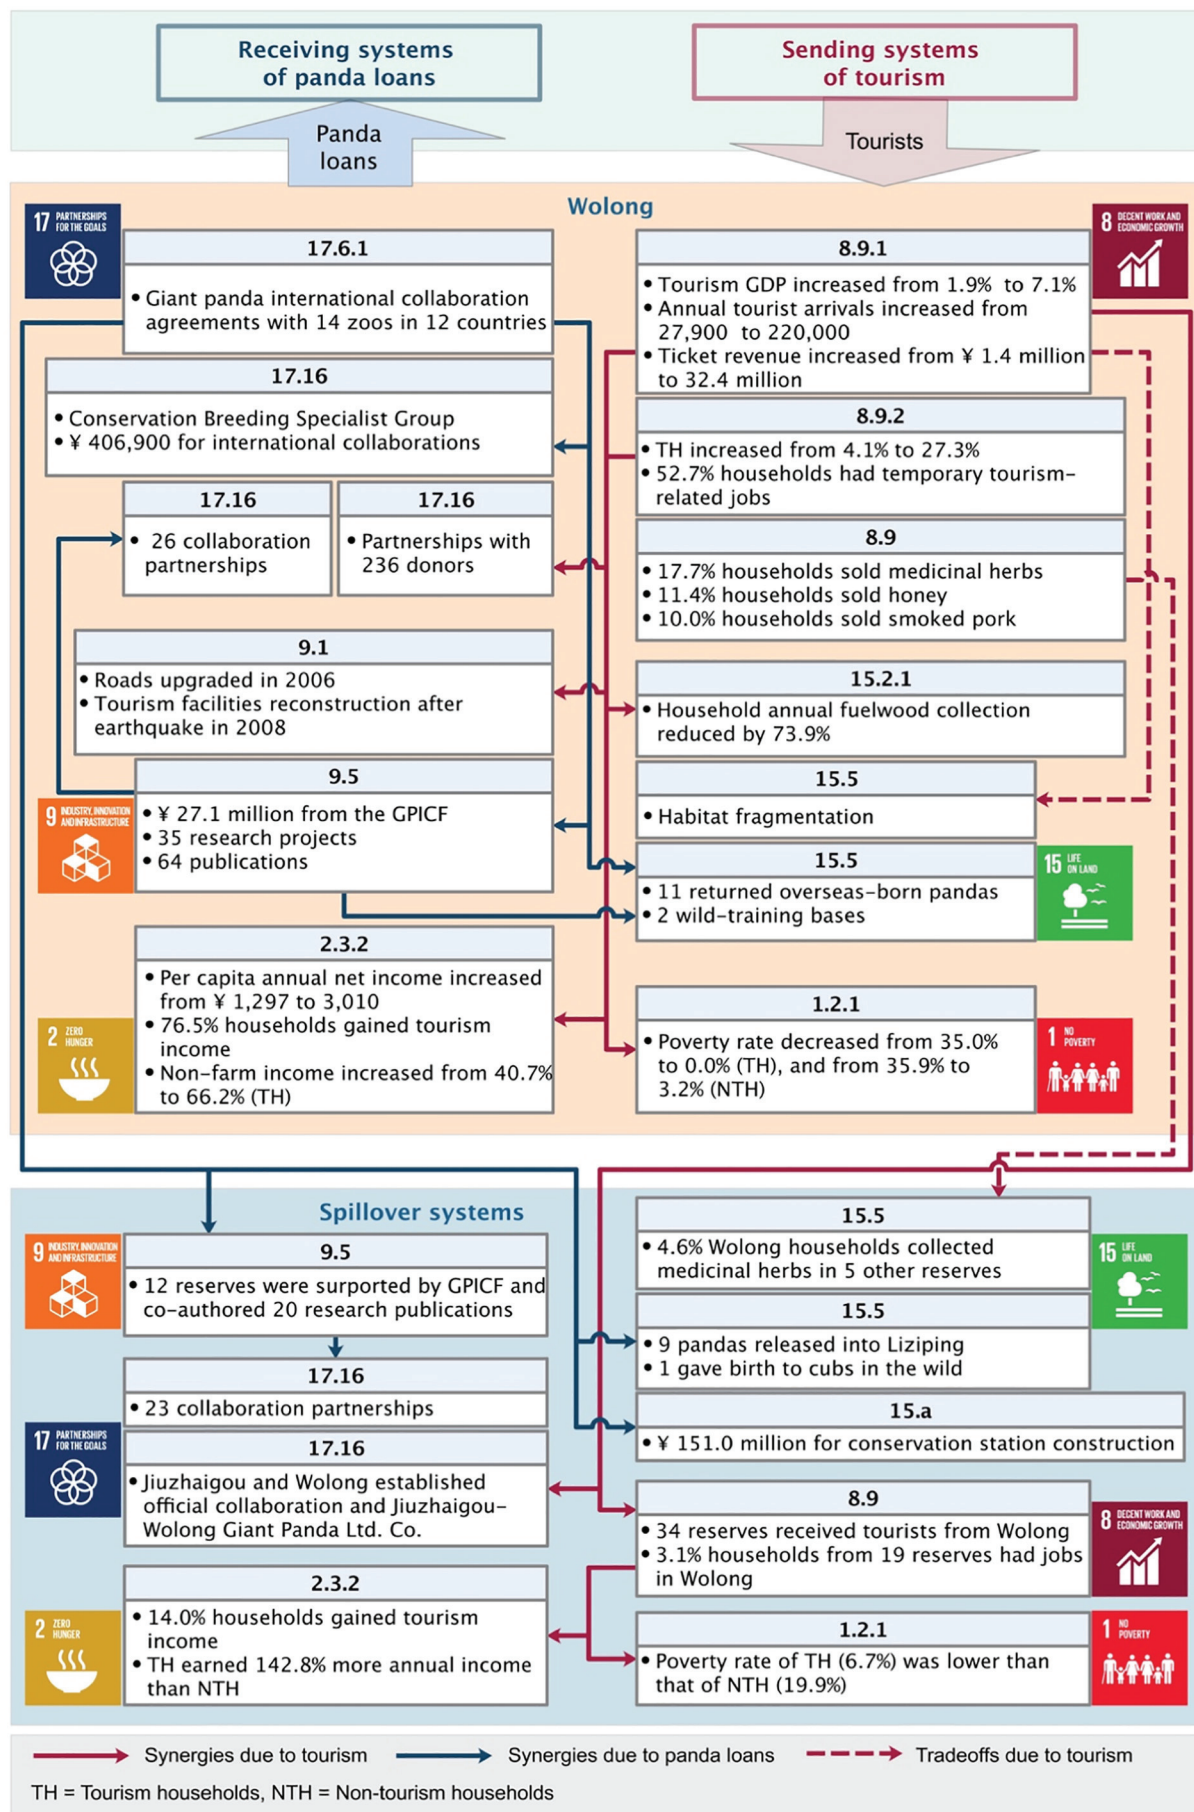 Receiving systems
of panda loans
Sending systems
of tourism
Panda
loans
Tourists
Wolong
17 PARTNERSHIPS
FOR THE GOALS
17.6.1
• Giant panda international collaboration
agreements with 14 zoos in 12 countries
17.16
• Conservation Breeding Specialist Group
• ¥ 406,900 for international collaborations
17.16
• 26 collaboration
partnerships
17.16
• Partnerships with
236 donors
9.1
• Roads upgraded in 2006
• Tourism facilities reconstruction after
earthquake in 2008
9 INDUSTRY, INNOVATION
AND INFRASTRUCTURE
9.5
• ¥ 27.1 million from the GPICF
• 35 research projects
• 64 publications
2 ZERO
HUNGER
2.3.2
• Per capita annual net income increased
from ¥ 1,297 to 3,010
• 76.5% households gained tourism
income
• Non-farm income increased from 40.7%
to 66.2% (TH)
8 DECENT WORK AND
ECONOMIC GROWTH
8.9.1
• Tourism GDP increased from 1.9% to 7.1%
• Annual tourist arrivals increased from
27,900 to 220,000
• Ticket revenue increased from ¥ 1.4 million
to 32.4 million
8.9.2
• TH increased from 4.1% to 27.3%
• 52.7% households had temporary tourism-
related jobs
8.9
• 17.7% households sold medicinal herbs
• 11.4% households sold honey
• 10.0% households sold smoked pork
15.2.1
• Household annual fuelwood collection
reduced by 73.9%
15.5
• Habitat fragmentation
15.5
• 11 returned overseas-born pandas
• 2 wild-training bases
15 LIFE
ON LAND
1.2.1
• Poverty rate decreased from 35.0%
to 0.0% (TH), and from 35.9% to
3.2% (NTH)
1 NO
POVERTY
Spillover systems
9 INDUSTRY, INNOVATION
AND INFRASTRUCTURE
9.5
• 12 reserves were surported by GPICF and
co-authored 20 research publications
17.16
• 23 collaboration partnerships
17 PARTNERSHIPS
FOR THE GOALS
17.16
• Jiuzhaigou and Wolong established
official collaboration and Jiuzhaigou-
Wolong Giant Panda Ltd. Co.
2 ZERO
HUNGER
2.3.2
• 14.0% households gained tourism
income
• TH earned 142.8% more annual income
than NTH
15.5
• 4.6% Wolong households collected
medicinal herbs in 5 other reserves
15 LIFE
ON LAND
15.5
• 9 pandas released into Liziping
• 1 gave birth to cubs in the wild
15.a
• ¥ 151.0 million for conservation station construction
8.9
• 34 reserves received tourists from Wolong
• 3.1% households from 19 reserves had jobs
in Wolong
8 DECENT WORK AND
ECONOMIC GROWTH
1.2.1
• Poverty rate of TH (6.7%) was lower than
that of NTH (19.9%)
1 NO
POVERTY
Synergies due to tourism
Synergies due to panda loans
Tradeoffs due to tourism
TH = Tourism households, NTH = Non-tourism households